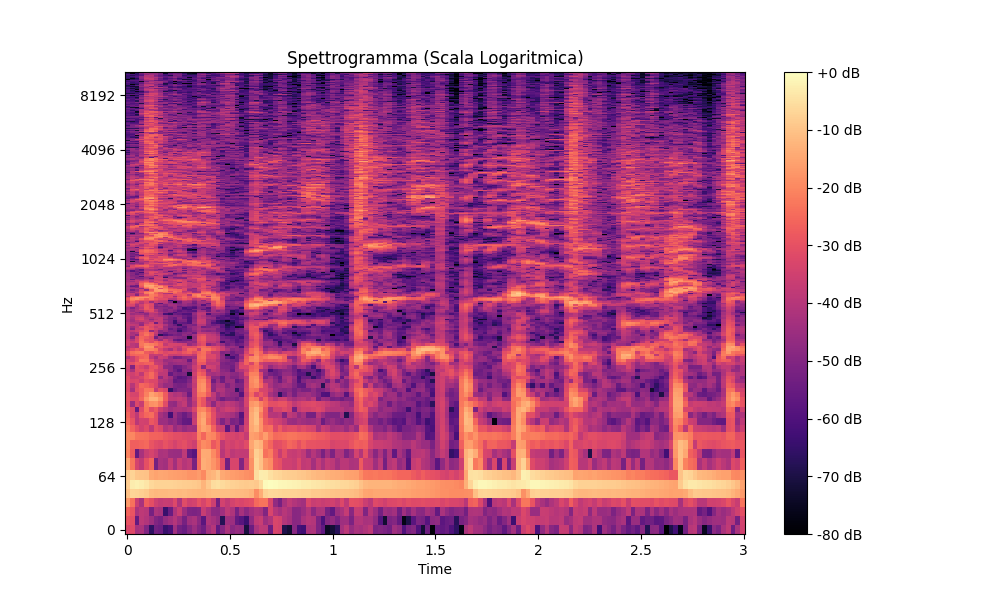 Spettrogramma (Scala Logaritmica)
Hz
8192
4096
2048
1024
512
256
128
64
0
0 0.5 1 1.5 2 2.5 3
Time
+0 dB
-10 dB
-20 dB
-30 dB
-40 dB
-50 dB
-60 dB
-70 dB
-80 dB